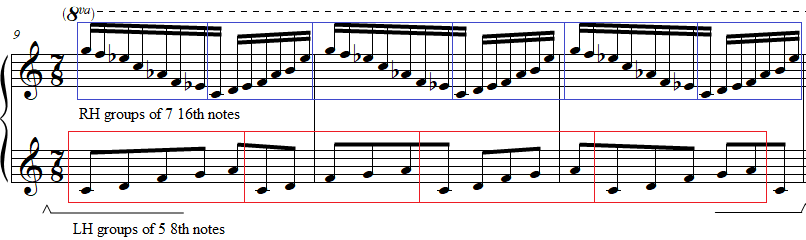 (8va)
9
7
8
RH groups of 7 16th notes
7
8
LH groups of 5 8th notes